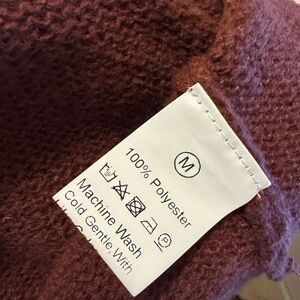 M
100% Polyester
P
Machine Wash
Cold Gentle With